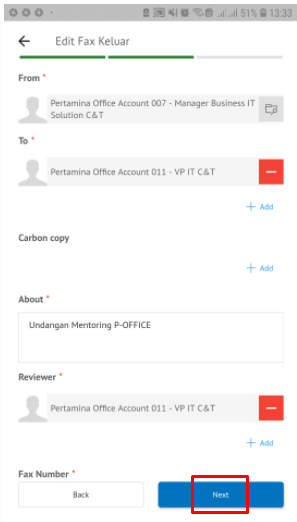 51% 13:33
Edit Fax Keluar
From *
Pertamina Office Account 007 - Manager Business IT
Solution C&T
To *
Pertamina Office Account 011 - VP IT C&T
+ Add
Carbon copy
+ Add
About *
Undangan Mentoring P-OFFICE
Reviewer *
Pertamina Office Account 011 - VP IT C&T
+ Add
Fax Number *
Back
Next